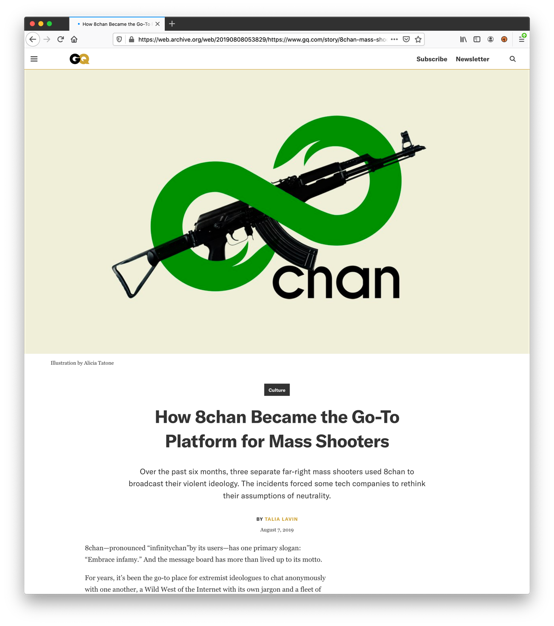 How 8chan Became the Go-To
https://web.archive.org/web/20190808053829/https://www.gq.com/story/8chan-mass-sho
GQ
Subscribe Newsletter
chan
Illustration by Alicia Tatone
Culture
How 8chan Became the Go-To
Platform for Mass Shooters
Over the past six months, three separate far-right mass shooters used 8chan to
broadcast their violent ideology. The incidents forced some tech companies to rethink
their assumptions of neutrality.
BY TALIA LAVIN
August 7, 2019
8chan—pronounced “infinitychan”by its users—has one primary slogan:
“Embrace infamy.” And the message board has more than lived up to its motto.
For years, it’s been the go-to place for extremist ideologues to chat anonymously
with one another, a Wild West of the Internet with its own jargon and a fleet of